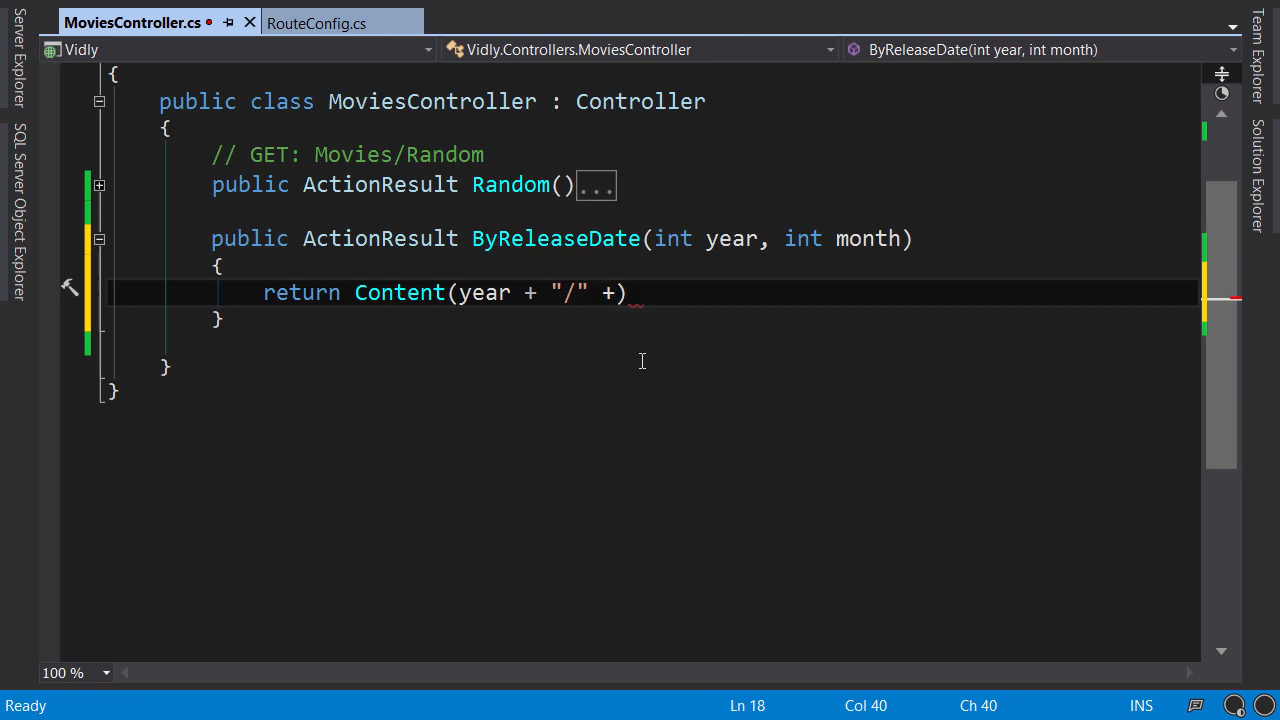 MoviesController.cs
RouteConfig.cs
Vidly
Vidly.Controllers.MoviesController
ByReleaseDate(int year, int month)
Server Explorer
SQL Server Object Explorer
Team Explorer
Solution Explorer
{
public class MoviesController : Controller
{
// GET: Movies/Random
public ActionResult Random()...
public ActionResult ByReleaseDate(int year, int month)
{
return Content(year + "/" +)
}
}
}
100 %
Ready
Ln 18
Col 40
Ch 40
INS